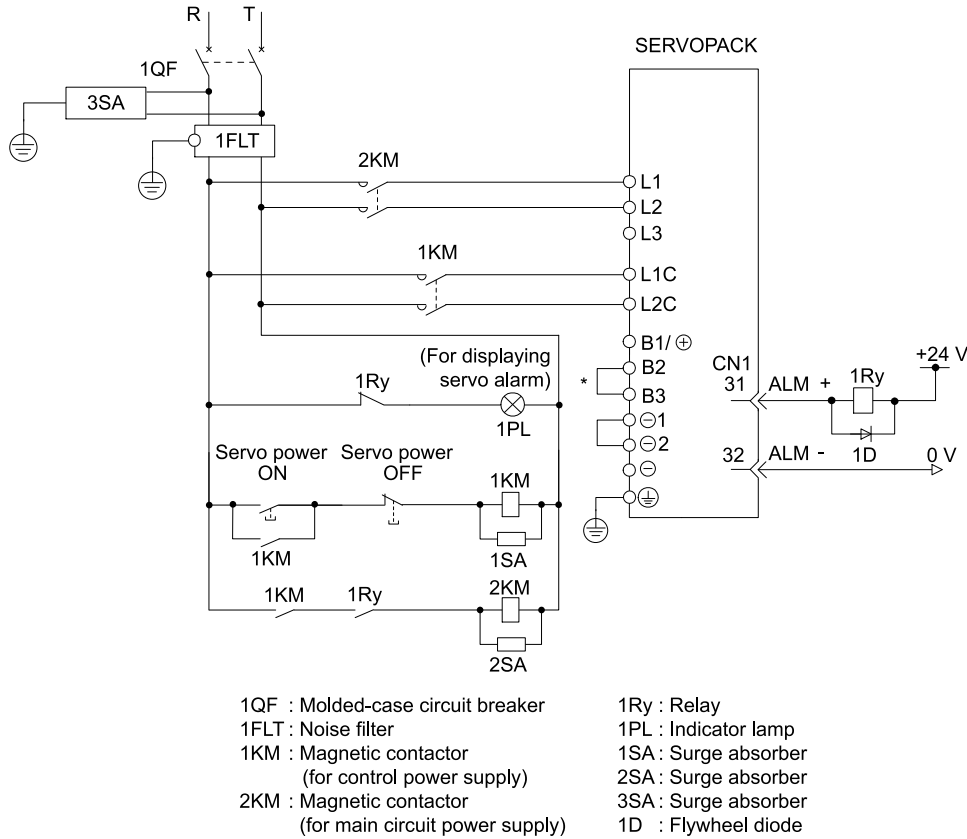 R T
SERVOPACK
1QF
3SA
1FLT
2KM
L1
L2
L3
1KM
L1C
L2C
B1/ ⊕
(For displaying
servo alarm)
1Ry
1PL
B2
*
B3
⊖1
⊖2
⊖
CN1
31 ALM +
1Ry
+24 V
1D
32 ALM -
0 V
Servo power
ON
Servo power
OFF
1KM
1KM
1SA
1KM
1Ry
2KM
2SA
1QF : Molded-case circuit breaker
1FLT : Noise filter
1KM : Magnetic contactor
(for control power supply)
2KM : Magnetic contactor
(for main circuit power supply)
1Ry : Relay
1PL : Indicator lamp
1SA : Surge absorber
2SA : Surge absorber
3SA : Surge absorber
1D : Flywheel diode